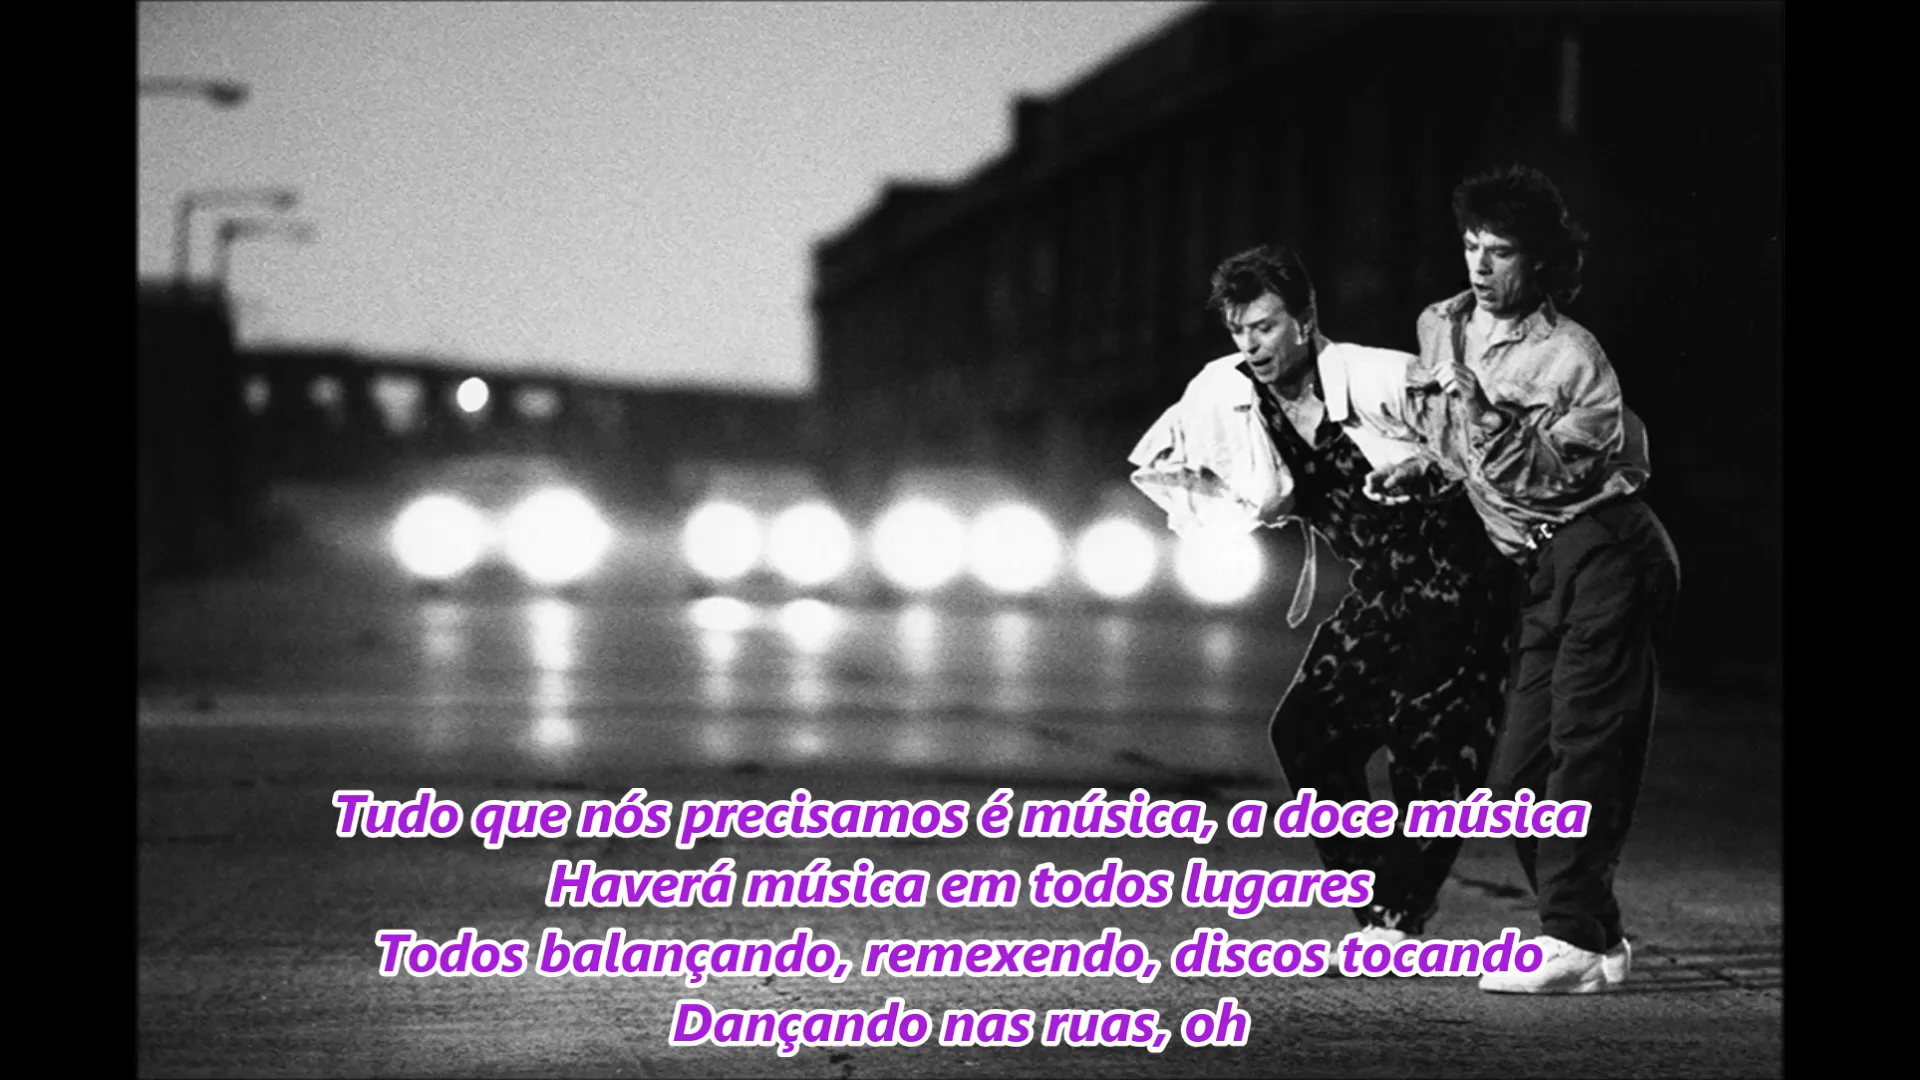 Tudo que nós precisamos é música, a doce música
Haverá música em todos lugares
Todos balançando, remexendo, discos tocando
Dançando nas ruas, oh